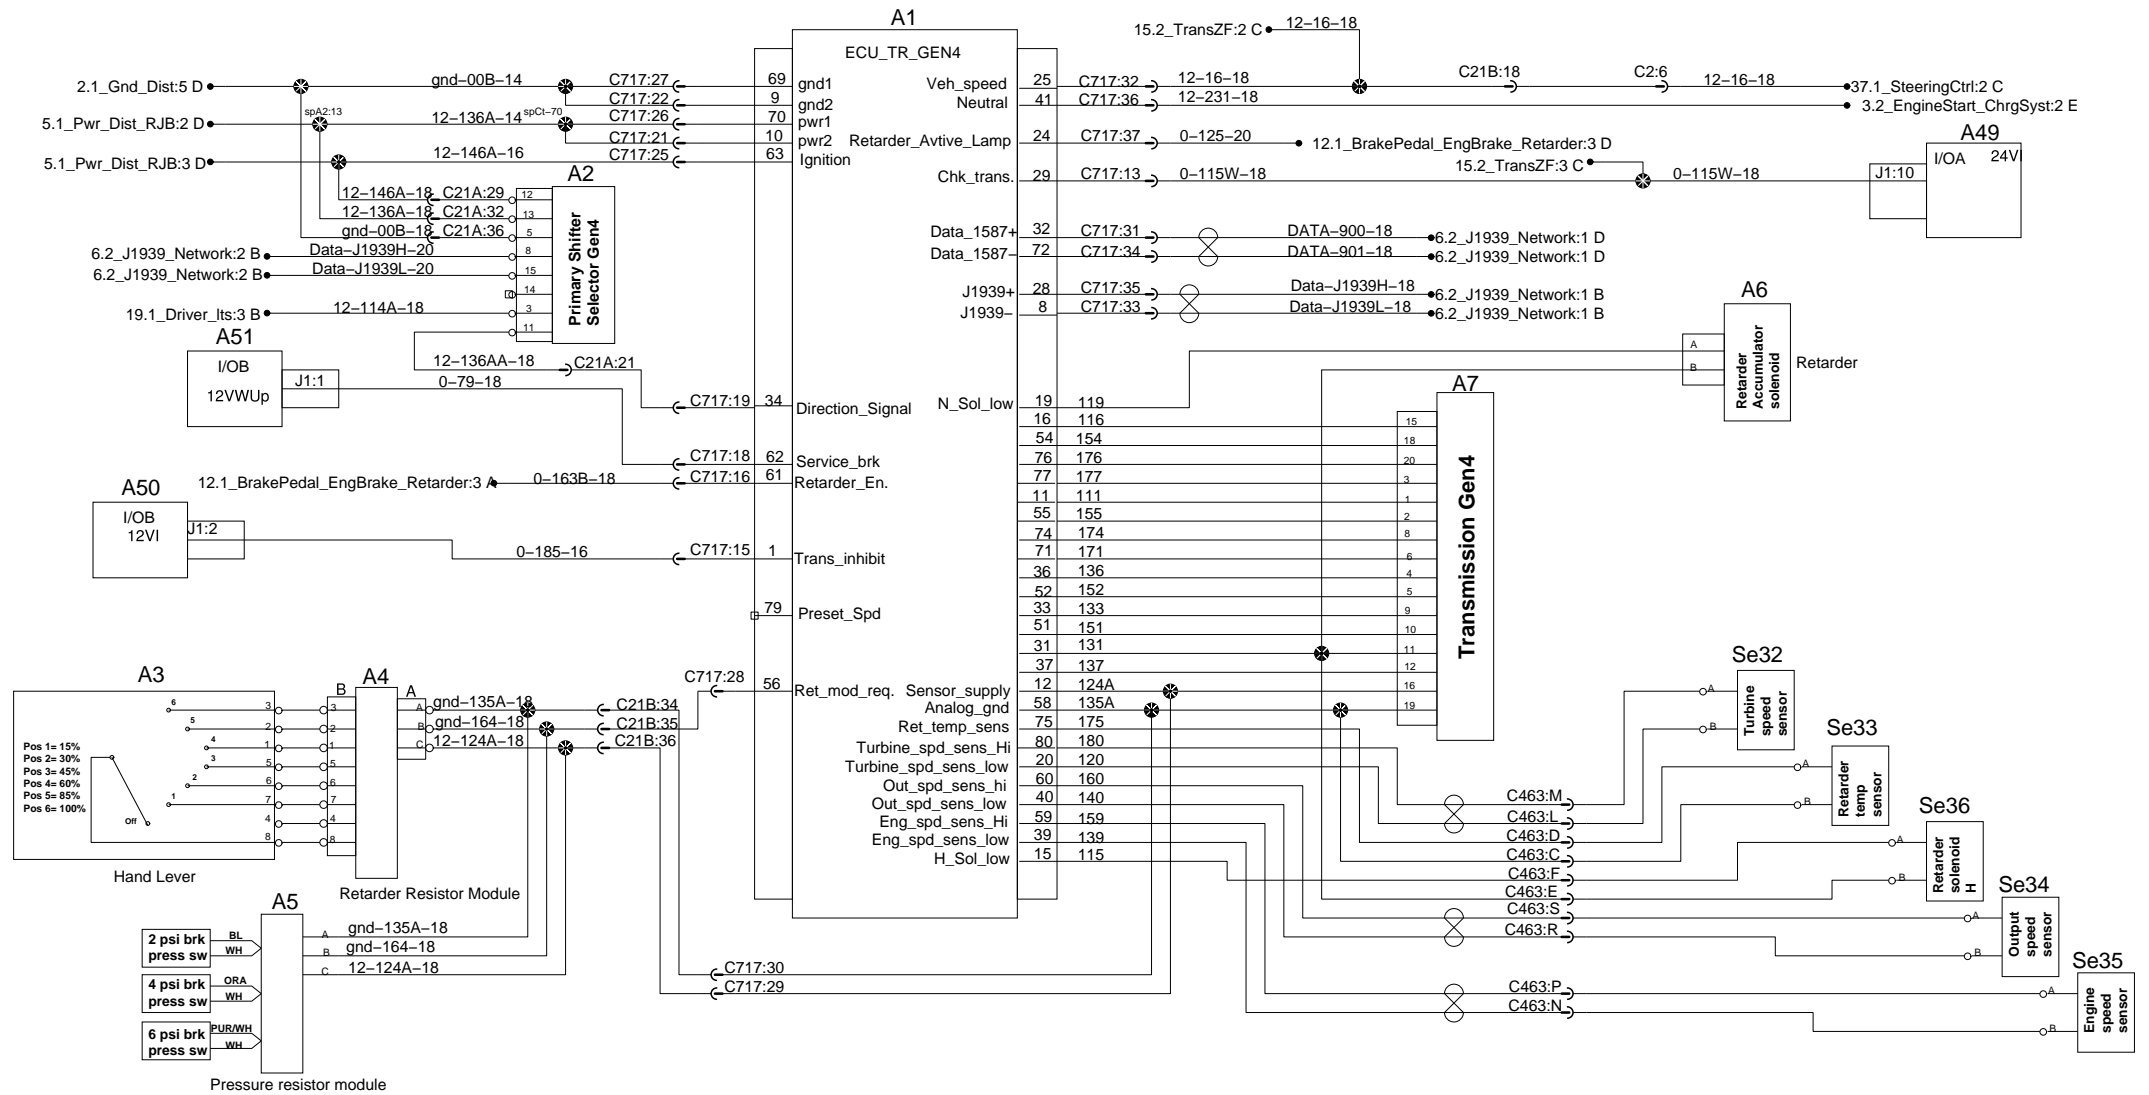 A1
ECU_TR_GEN4
15.2_TransZF:2 C 12-16-18
2.1_Gnd_Dist:5 D gnd-00B-14 C717:27 69 gnd1
C717:22 9 gnd2
spA2:13
5.1_Pwr_Dist_RJB:2 D 12-136A-14 spCt-70 C717:26 70 pwr1
C717:21 10 pwr2
5.1_Pwr_Dist_RJB:3 D 12-146A-16 C717:25 63 Ignition
Veh_speed 25 C717:32 12-16-18 C21B:18 C2:6 12-16-18 37.1_SteeringCtrl:2 C
Neutral 41 C717:36 12-231-18 3.2_EngineStart_ChrgSyst:2 E
Retarder_Avtive_Lamp 24 C717:37 0-125-20 12.1_BrakePedal_EngBrake_Retarder:3 D
15.2_TransZF:3 C
Chk_trans. 29 C717:13 0-115W-18 0-115W-18 J1:10
A49
I/OA 24VI
A2
Primary Shifter
Selector Gen4
12-146A-18 C21A:29 12
12-136A-18 C21A:32 13
gnd-00B-18 C21A:36 5
6.2_J1939_Network:2 B Data-J1939H-20 8
6.2_J1939_Network:2 B Data-J1939L-20 15
14
19.1_Driver_lts:3 B 12-114A-18 3
11
Data_1587+ 32 C717:31 DATA-900-18 6.2_J1939_Network:1 D
Data_1587- 72 C717:34 DATA-901-18 6.2_J1939_Network:1 D
J1939+ 28 C717:35 Data-J1939H-18 6.2_J1939_Network:1 B
J1939- 8 C717:33 Data-J1939L-18 6.2_J1939_Network:1 B
A51
I/OB
12VWUp
J1:1
12-136AA-18 C21A:21
0-79-18
C717:19 34 Direction_Signal
C717:18 62 Service_brk
12.1_BrakePedal_EngBrake_Retarder:3 A 0-163B-18 C717:16 61 Retarder_En.
A50
I/OB
12VI
J1:2
0-185-16 C717:15 1 Trans_inhibit
79 Preset_Spd
C717:28 56 Ret_mod_req.
A6
A
B
Retarder
Accumulator
solenoid
Retarder
A7
Transmission Gen4
N_Sol_low 19 119
16 116 15
54 154 18
76 176 20
77 177 3
11 111 1
55 155 2
74 174 8
71 171 6
36 136 4
52 152 5
33 133 9
51 151 10
31 131 11
37 137 12
Sensor_supply 12 124A 16
Analog_gnd 58 135A 19
Ret_temp_sens 75 175
Turbine_spd_sens_Hi 80 180
Turbine_spd_sens_low 20 120
Out_spd_sens_hi 60 160
Out_spd_sens_low 40 140
Eng_spd_sens_Hi 59 159
Eng_spd_sens_low 39 139
H_Sol_low 15 115
A3
Pos 1= 15%
Pos 2= 30%
Pos 3= 45%
Pos 4= 60%
Pos 5= 85%
Pos 6= 100%
Off
6 3 3
5 2 2
4 1 1
3 5 5
2 6 6
1 7 7
4 4
8 8
Hand Lever
A4
B
A
A gnd-135A-18 C21B:34
B gnd-164-18 C21B:35
C 12-124A-18 C21B:36
Retarder Resistor Module
A5
2 psi brk
press sw
BL
WH
4 psi brk
press sw
ORA
WH
6 psi brk
press sw
PUR/WH
WH
A gnd-135A-18
B gnd-164-18
C 12-124A-18
C717:30
C717:29
Pressure resistor module
C463:M
C463:L
C463:D
C463:C
C463:F
C463:E
C463:S
C463:R
C463:P
C463:N
Se32
A
B
Turbine
speed
sensor
Se33
A
B
Retarder
temp
sensor
Se36
A
B
Retarder
solenoid
H
Se34
A
B
Output
speed
sensor
Se35
A
B
Engine
speed
sensor